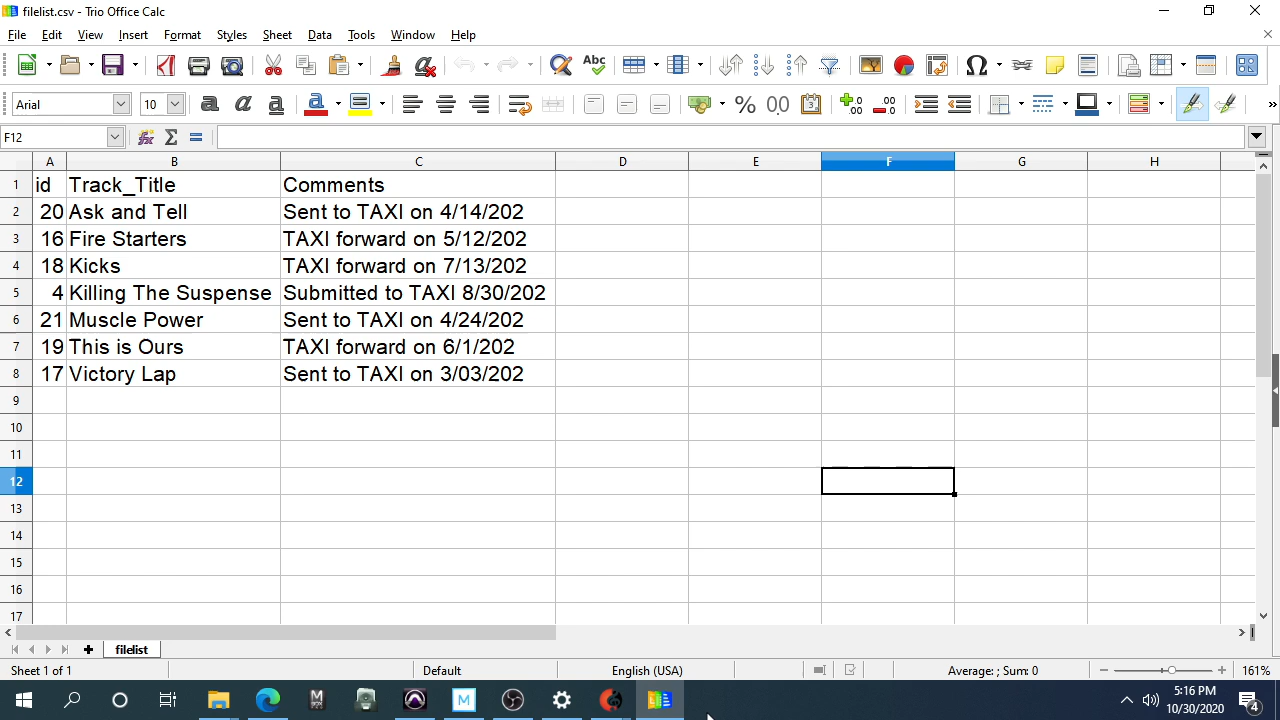 filelist.csv - Trio Office Calc
File Edit View Insert Format Styles Sheet Data Tools Window Help
Abc
Arial 10 a a a a % 00 .00 .00 »
F12
A B C D E F G H
1 id Track_Title Comments
2 20 Ask and Tell Sent to TAXI on 4/14/202
3 16 Fire Starters TAXI forward on 5/12/202
4 18 Kicks TAXI forward on 7/13/202
5 4 Killing The Suspense Submitted to TAXI 8/30/202
6 21 Muscle Power Sent to TAXI on 4/24/202
7 19 This is Ours TAXI forward on 6/1/202
8 17 Victory Lap Sent to TAXI on 3/03/202
9
10
11
12
13
14
15
16
17
filelist
Sheet 1 of 1 Default English (USA) Average: ; Sum: 0 161%
M M 5:16 PM
10/30/2020 4